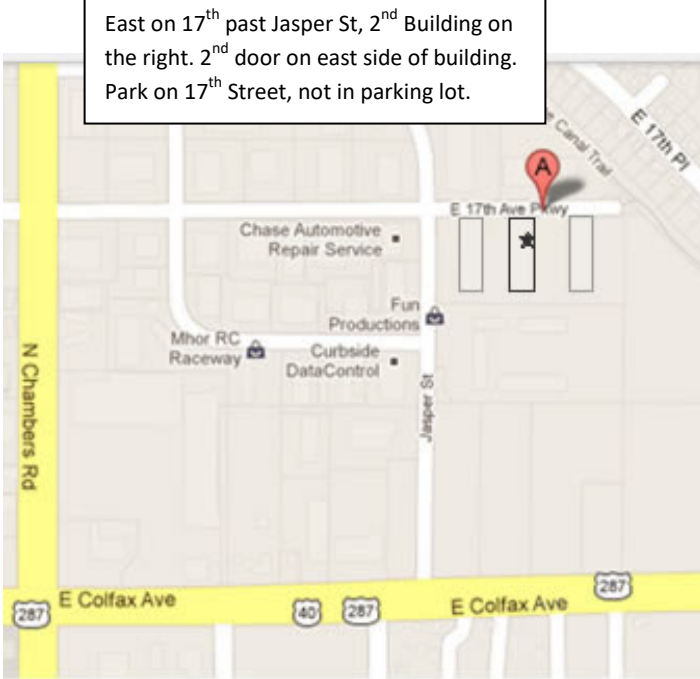 East on 17th past Jasper St, 2nd Building on
the right. 2nd door on east side of building.
Park on 17th Street, not in parking lot.
Canal Trail
E 17th Pl
A
E 17th Ave Pkwy
Chase Automotive
Repair Service
Fun
Productions
Mhor RC
Raceway
Curbside
DataControl
N Chambers Rd
Jasper St
287
E Colfax Ave
40
287
E Colfax Ave
287